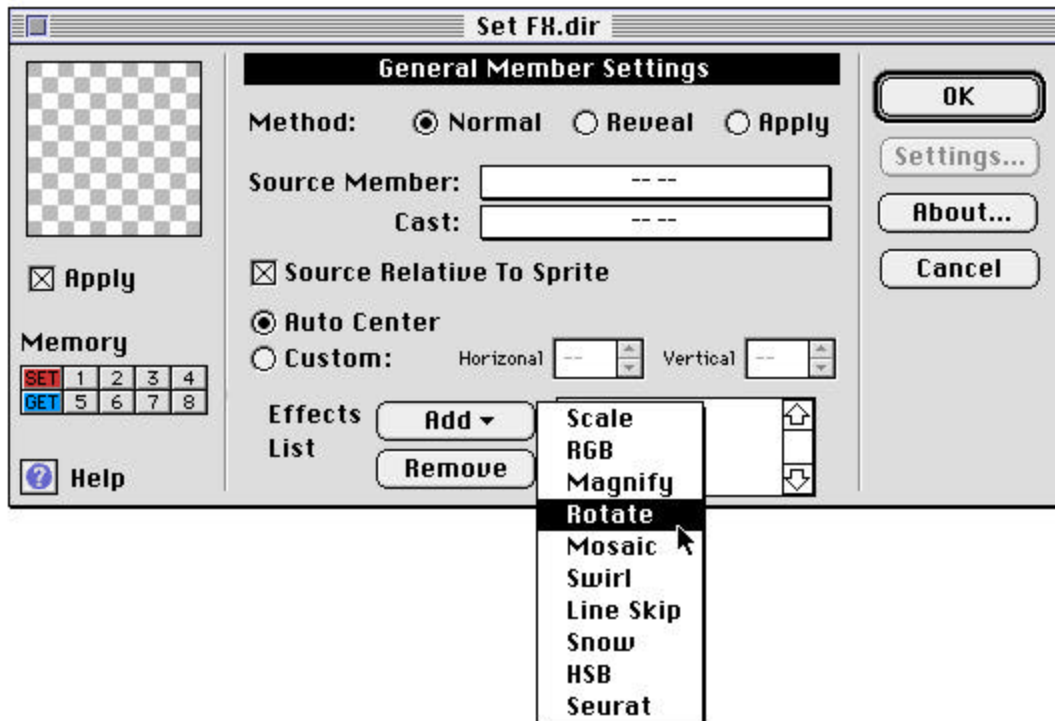 Set FX.dir
General Member Settings
Method: Normal Reveal Apply
Source Member: -- --
Cast: -- --
Source Relative To Sprite
Auto Center
Custom: Horizonal -- Vertical --
Effects List
Add
Remove
Scale
RGB
Magnify
Rotate
Mosaic
Swirl
Line Skip
Snow
HSB
Seurat
Apply
Memory
SET 1 2 3 4
GET 5 6 7 8
? Help
OK
Settings...
About...
Cancel